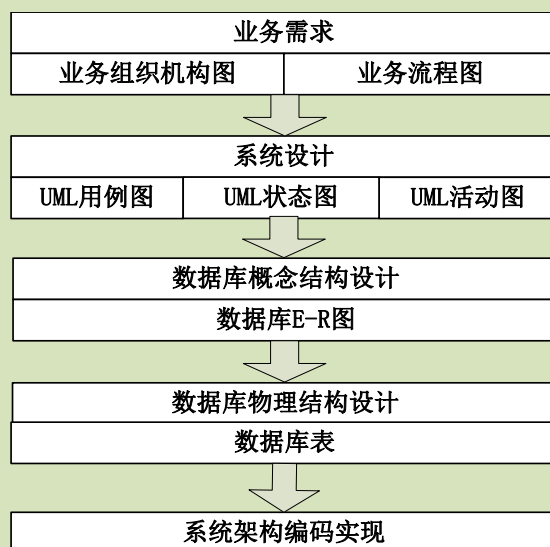 业务需求
业务组织机构图 业务流程图
系统设计
UML用例图 UML状态图 UML活动图
数据库概念结构设计
数据库E-R图
数据库物理结构设计
数据库表
系统架构编码实现